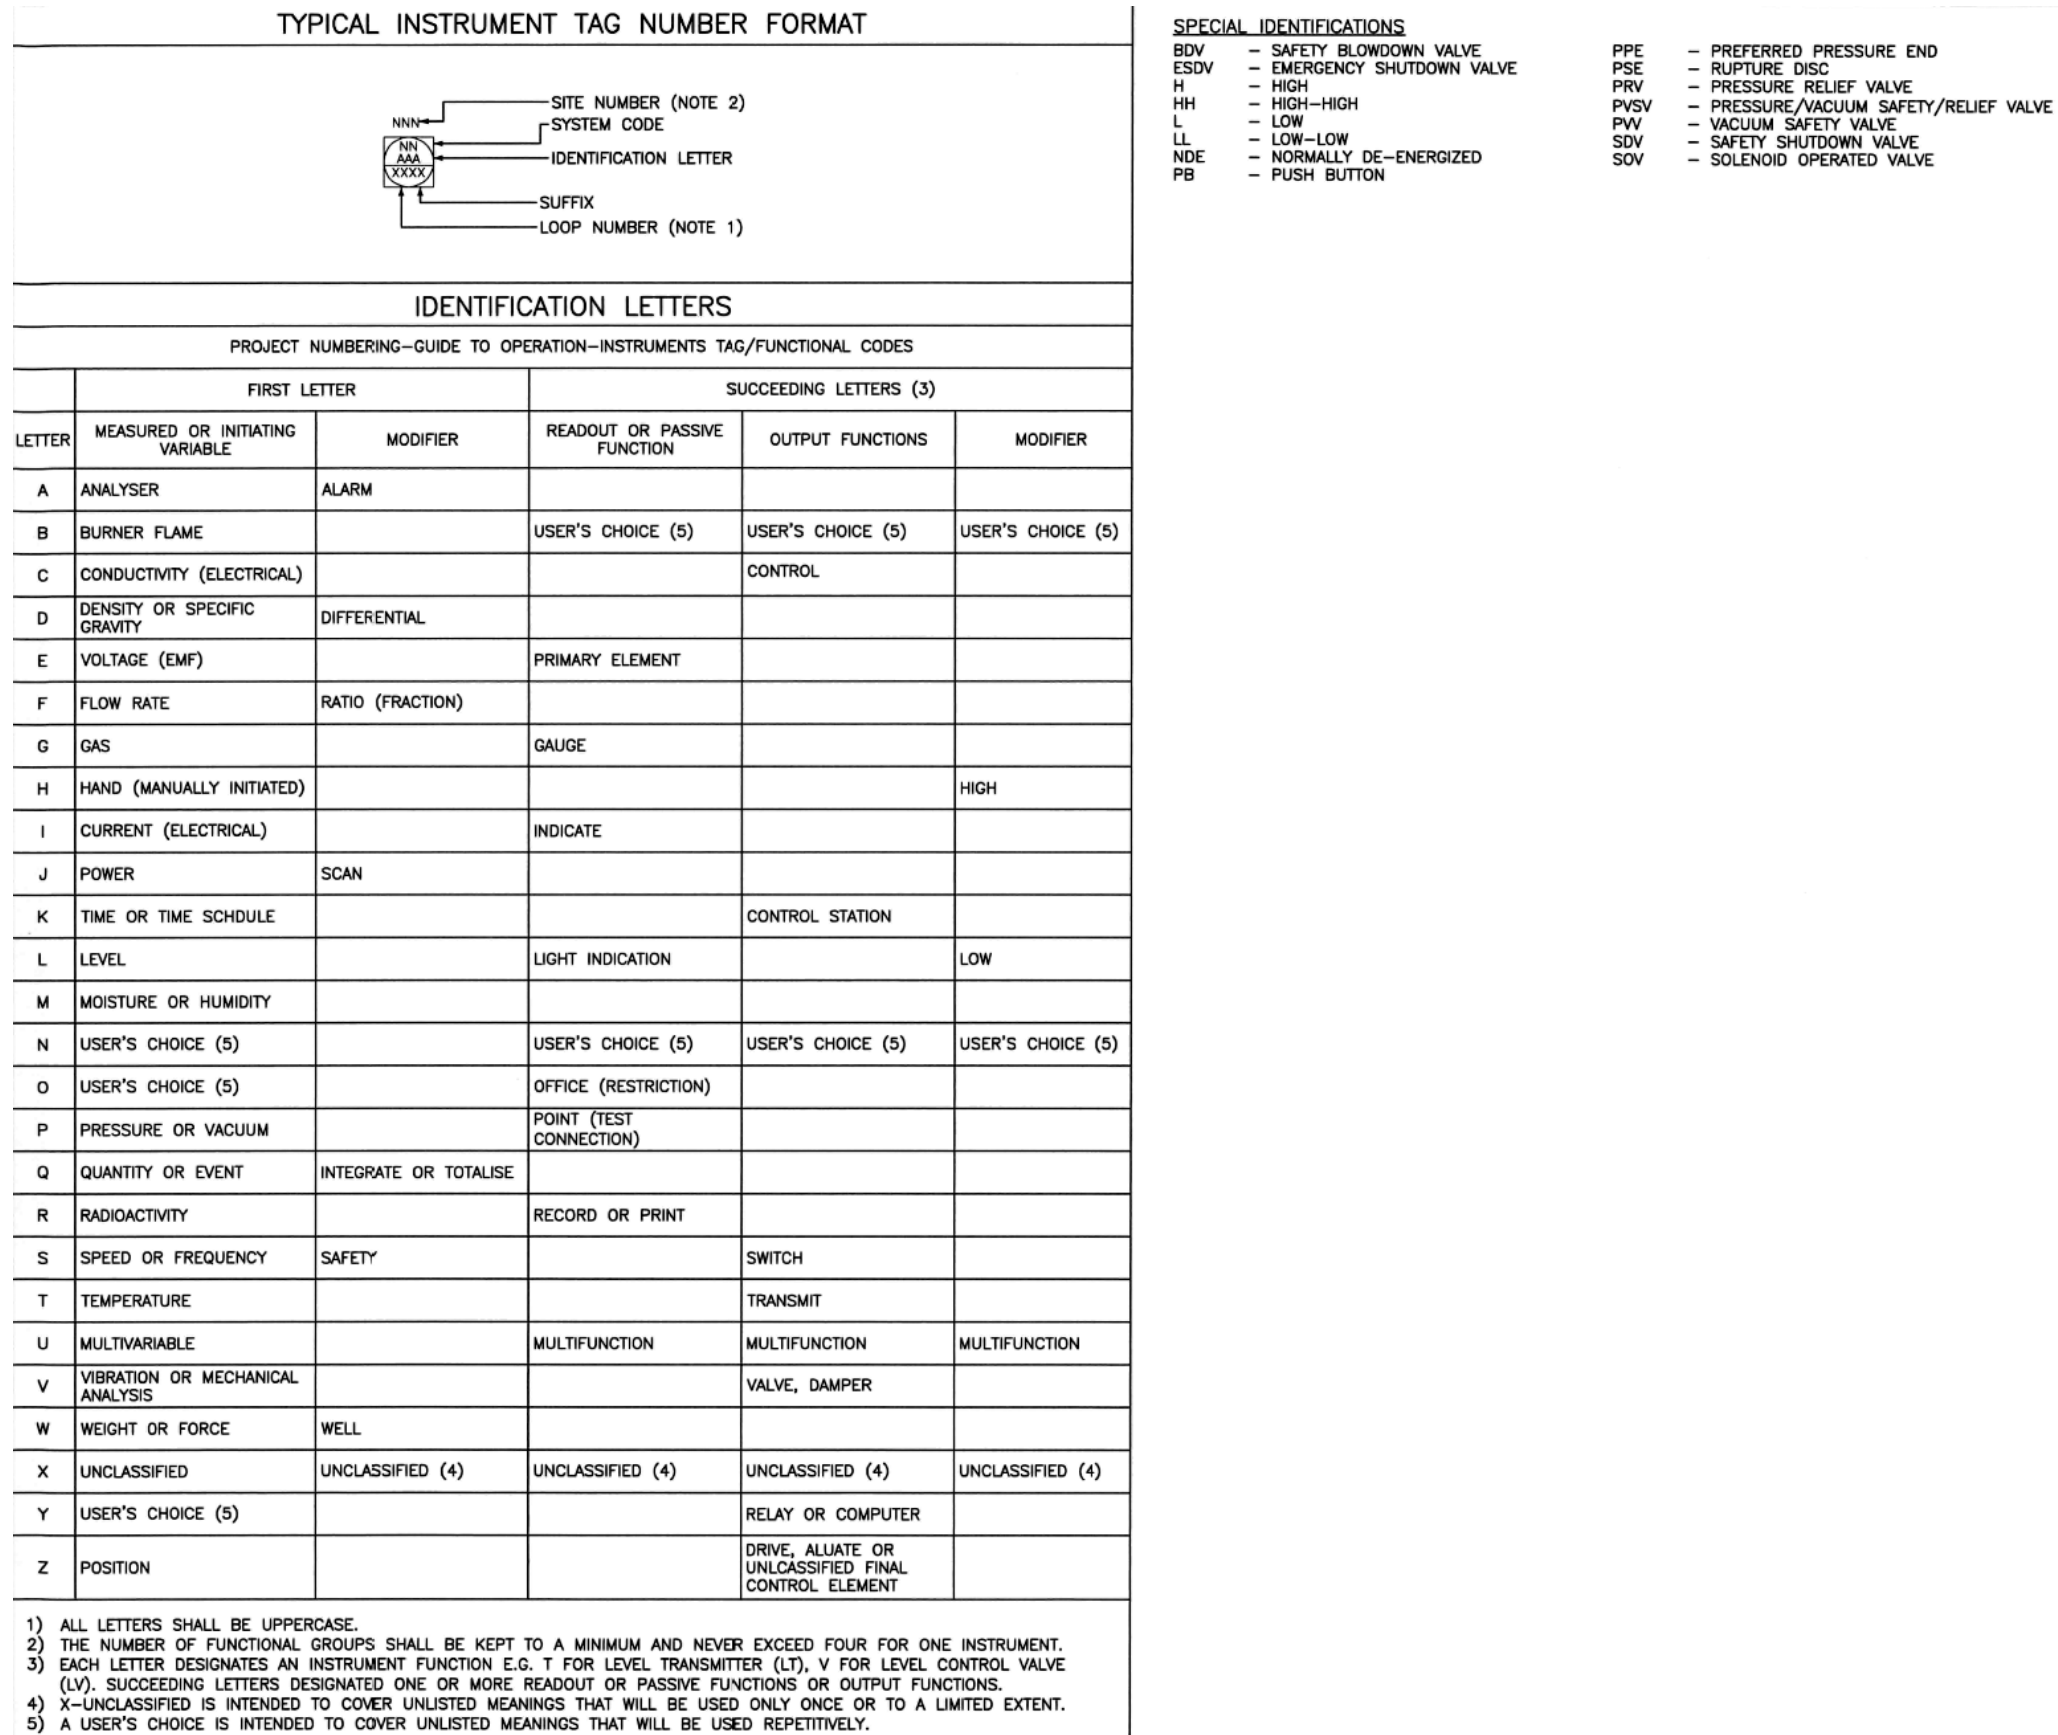 TYPICAL INSTRUMENT TAG NUMBER FORMAT
NNN
SITE NUMBER (NOTE 2)
SYSTEM CODE
NN
AAA
XXXX
IDENTIFICATION LETTER
SUFFIX
LOOP NUMBER (NOTE 1)
IDENTIFICATION LETTERS
PROJECT NUMBERING-GUIDE TO OPERATION-INSTRUMENTS TAG/FUNCTIONAL CODES
FIRST LETTER SUCCEEDING LETTERS (3)
LETTER MEASURED OR INITIATING VARIABLE MODIFIER READOUT OR PASSIVE FUNCTION OUTPUT FUNCTIONS MODIFIER
A ANALYSER ALARM
B BURNER FLAME USER'S CHOICE (5) USER'S CHOICE (5) USER'S CHOICE (5)
C CONDUCTIVITY (ELECTRICAL) CONTROL
D DENSITY OR SPECIFIC GRAVITY DIFFERENTIAL
E VOLTAGE (EMF) PRIMARY ELEMENT
F FLOW RATE RATIO (FRACTION)
G GAS GAUGE
H HAND (MANUALLY INITIATED) HIGH
I CURRENT (ELECTRICAL) INDICATE
J POWER SCAN
K TIME OR TIME SCHDULE CONTROL STATION
L LEVEL LIGHT INDICATION LOW
M MOISTURE OR HUMIDITY
N USER'S CHOICE (5) USER'S CHOICE (5) USER'S CHOICE (5) USER'S CHOICE (5)
O USER'S CHOICE (5) OFFICE (RESTRICTION)
P PRESSURE OR VACUUM POINT (TEST CONNECTION)
Q QUANTITY OR EVENT INTEGRATE OR TOTALISE
R RADIOACTIVITY RECORD OR PRINT
S SPEED OR FREQUENCY SAFETY SWITCH
T TEMPERATURE TRANSMIT
U MULTIVARIABLE MULTIFUNCTION MULTIFUNCTION MULTIFUNCTION
V VIBRATION OR MECHANICAL ANALYSIS VALVE, DAMPER
W WEIGHT OR FORCE WELL
X UNCLASSIFIED UNCLASSIFIED (4) UNCLASSIFIED (4) UNCLASSIFIED (4) UNCLASSIFIED (4)
Y USER'S CHOICE (5) RELAY OR COMPUTER
Z POSITION DRIVE, ALUATE OR UNLCASSIFIED FINAL CONTROL ELEMENT
1) ALL LETTERS SHALL BE UPPERCASE.
2) THE NUMBER OF FUNCTIONAL GROUPS SHALL BE KEPT TO A MINIMUM AND NEVER EXCEED FOUR FOR ONE INSTRUMENT.
3) EACH LETTER DESIGNATES AN INSTRUMENT FUNCTION E.G. T FOR LEVEL TRANSMITTER (LT), V FOR LEVEL CONTROL VALVE
(LV). SUCCEEDING LETTERS DESIGNATED ONE OR MORE READOUT OR PASSIVE FUNCTIONS OR OUTPUT FUNCTIONS.
4) X-UNCLASSIFIED IS INTENDED TO COVER UNLISTED MEANINGS THAT WILL BE USED ONLY ONCE OR TO A LIMITED EXTENT.
5) A USER'S CHOICE IS INTENDED TO COVER UNLISTED MEANINGS THAT WILL BE USED REPETITIVELY.
SPECIAL IDENTIFICATIONS
BDV - SAFETY BLOWDOWN VALVE
ESDV - EMERGENCY SHUTDOWN VALVE
H - HIGH
HH - HIGH-HIGH
L - LOW
LL - LOW-LOW
NDE - NORMALLY DE-ENERGIZED
PB - PUSH BUTTON
PPE - PREFERRED PRESSURE END
PSE - RUPTURE DISC
PRV - PRESSURE RELIEF VALVE
PVSV - PRESSURE/VACUUM SAFETY/RELIEF VALVE
PVV - VACUUM SAFETY VALVE
SDV - SAFETY SHUTDOWN VALVE
SOV - SOLENOID OPERATED VALVE